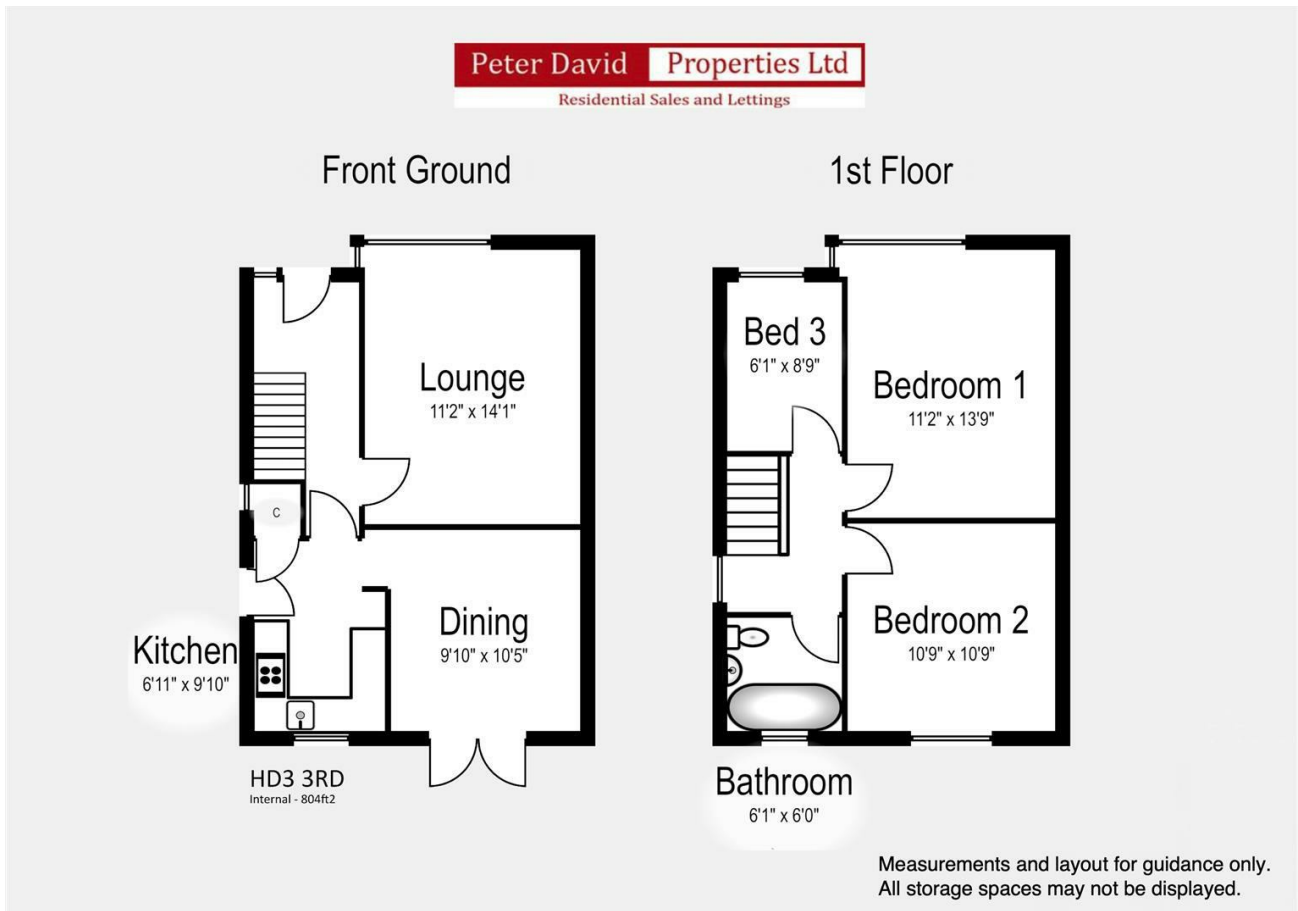 Peter David Properties Ltd
Residential Sales and Lettings
Front Ground
Lounge
11'2" x 14'1"
C
Dining
9'10" x 10'5"
Kitchen
6'11" x 9'10"
HD3 3RD
Internal - 804ft2
1st Floor
Bed 3
6'1" x 8'9"
Bedroom 1
11'2" x 13'9"
Bedroom 2
10'9" x 10'9"
Bathroom
6'1" x 6'0"
Measurements and layout for guidance only.
All storage spaces may not be displayed.